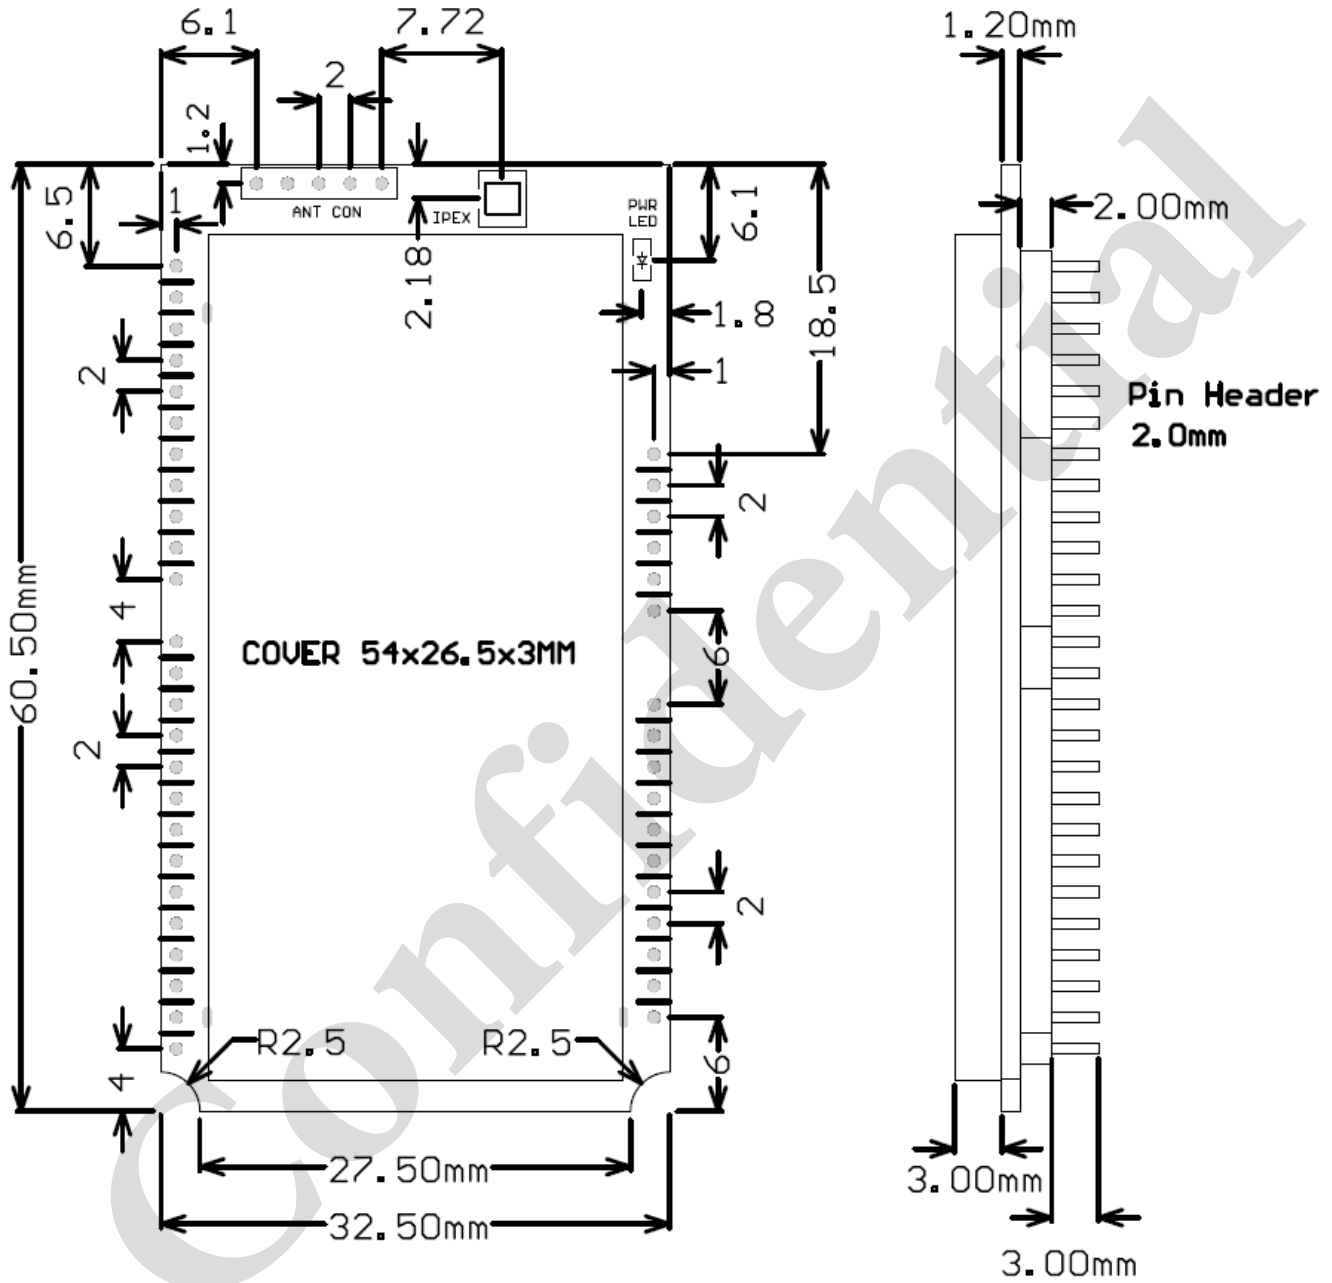 6.1
7.72
1.20mm
2
1.2
6.5
1
ANT CON
IPEX
PWR
LED
6.1
2.00mm
2.18
1.8
18.5
1
2
Pin Header
2.0mm
2
4
60.50mm
COVER 54x26.5x3MM
6
2
2
R2.5
R2.5
4
6
27.50mm
3.00mm
32.50mm
3.00mm
Confidential